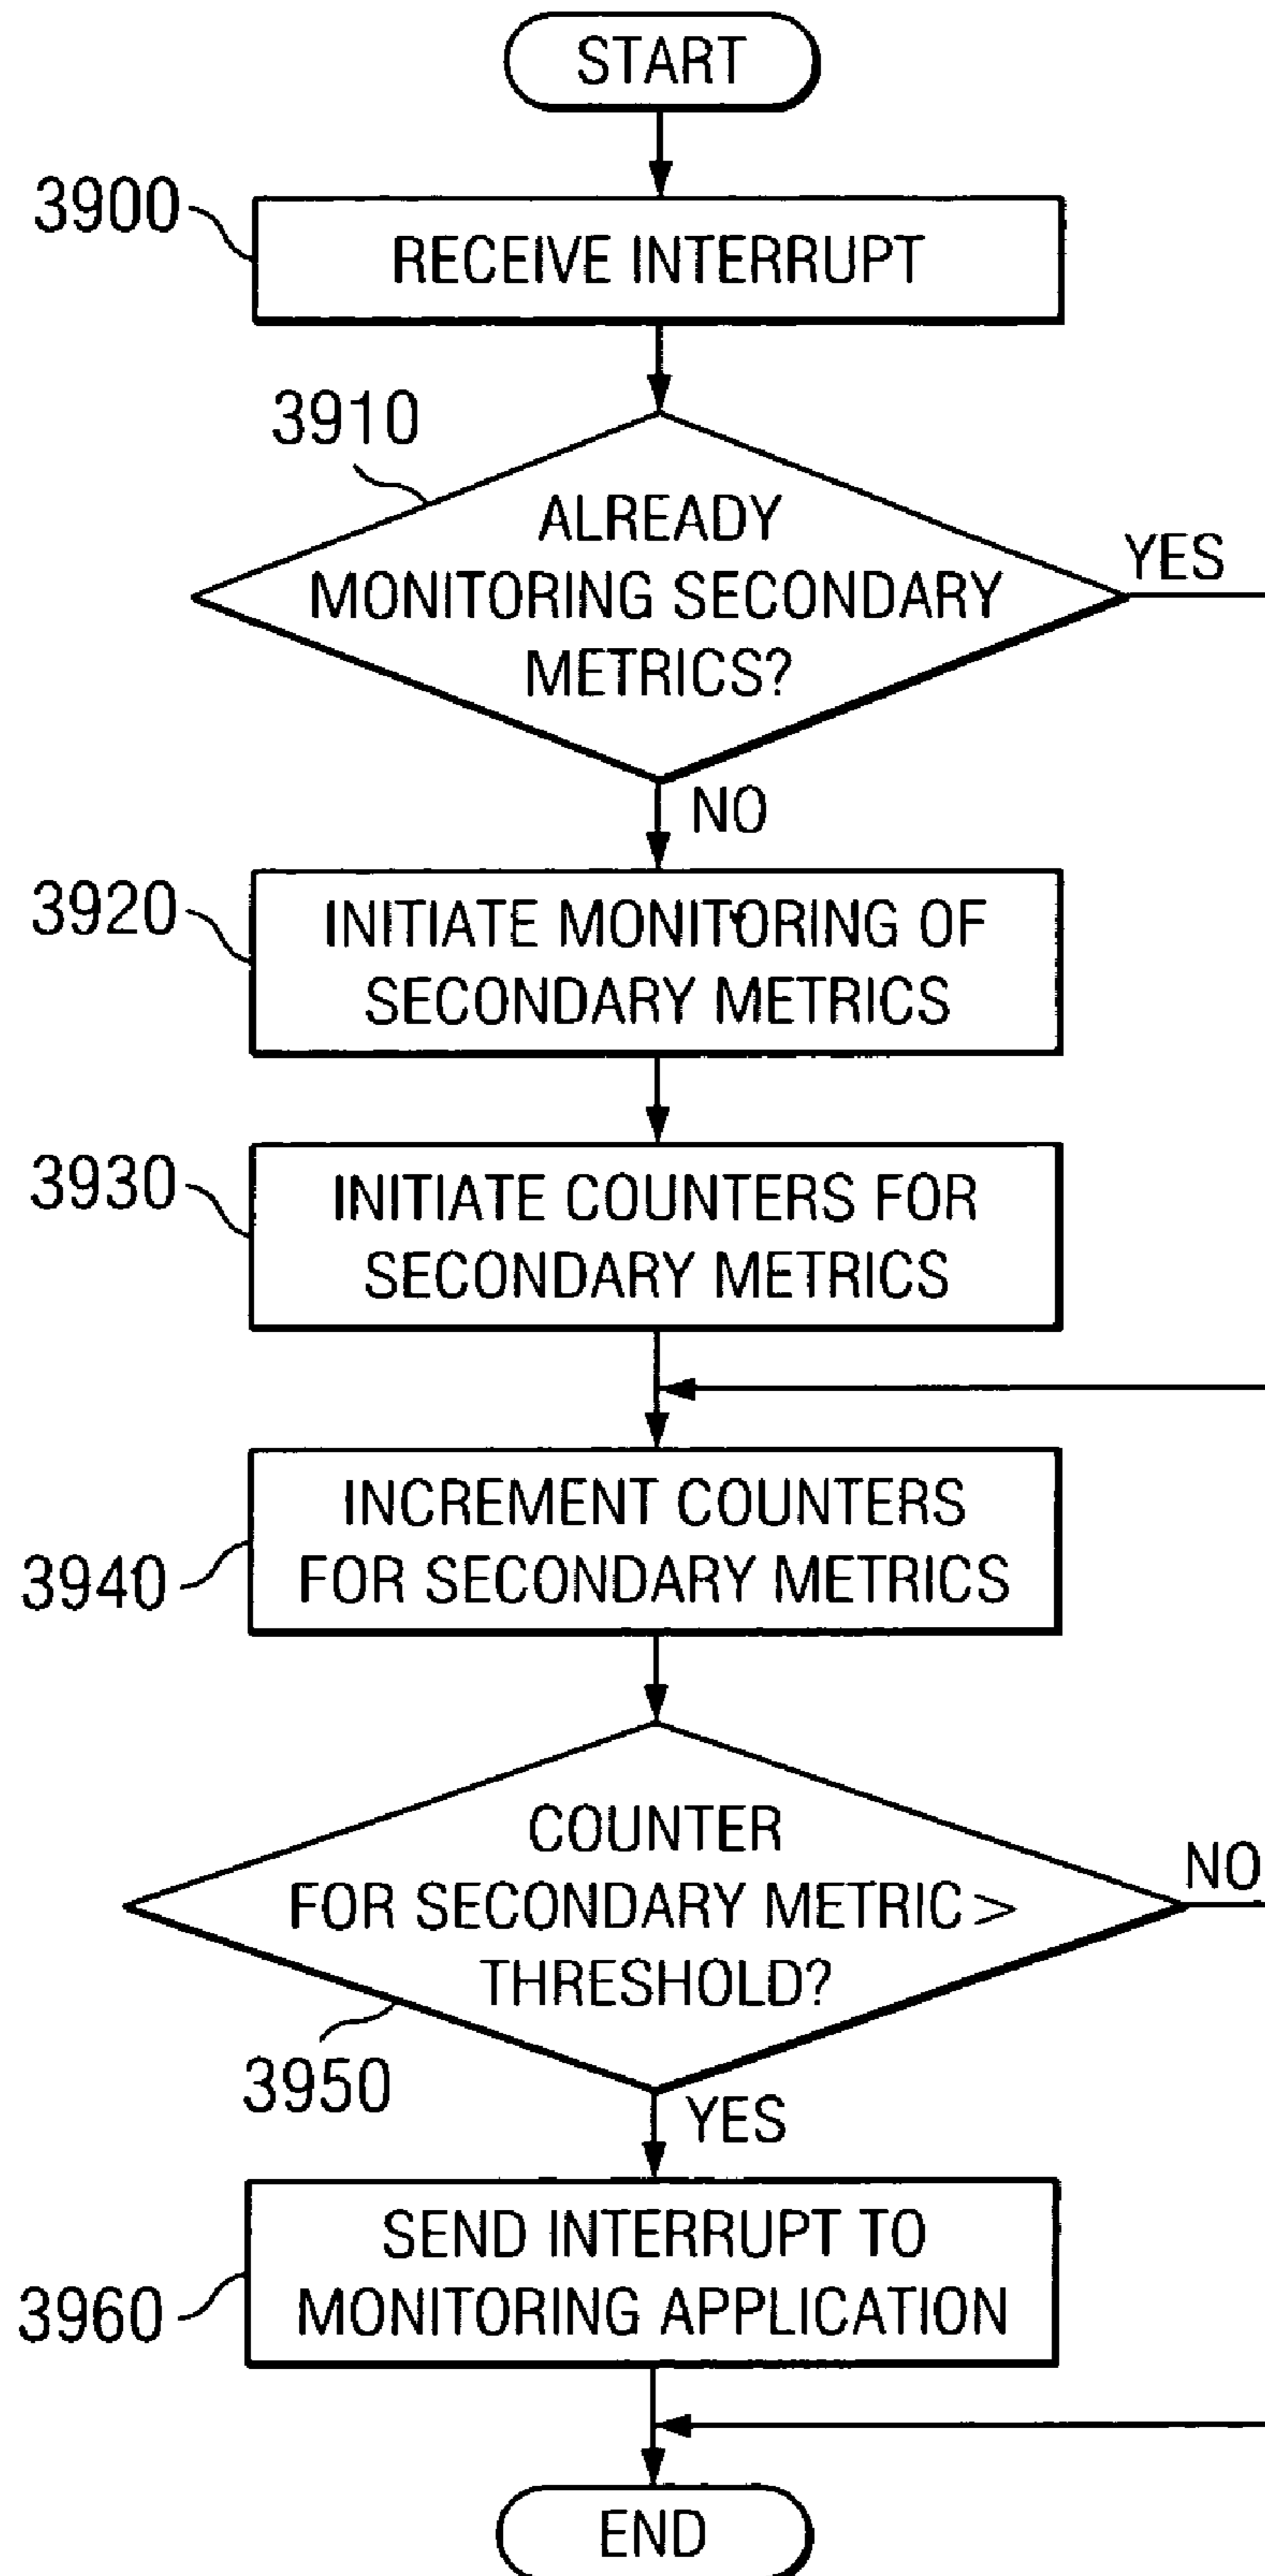 START
3900
RECEIVE INTERRUPT
3910
ALREADY
MONITORING SECONDARY
METRICS?
YES
NO
3920
INITIATE MONITORING OF
SECONDARY METRICS
3930
INITIATE COUNTERS FOR
SECONDARY METRICS
3940
INCREMENT COUNTERS
FOR SECONDARY METRICS
COUNTER
FOR SECONDARY METRIC >
THRESHOLD?
NO
3950
YES
3960
SEND INTERRUPT TO
MONITORING APPLICATION
END